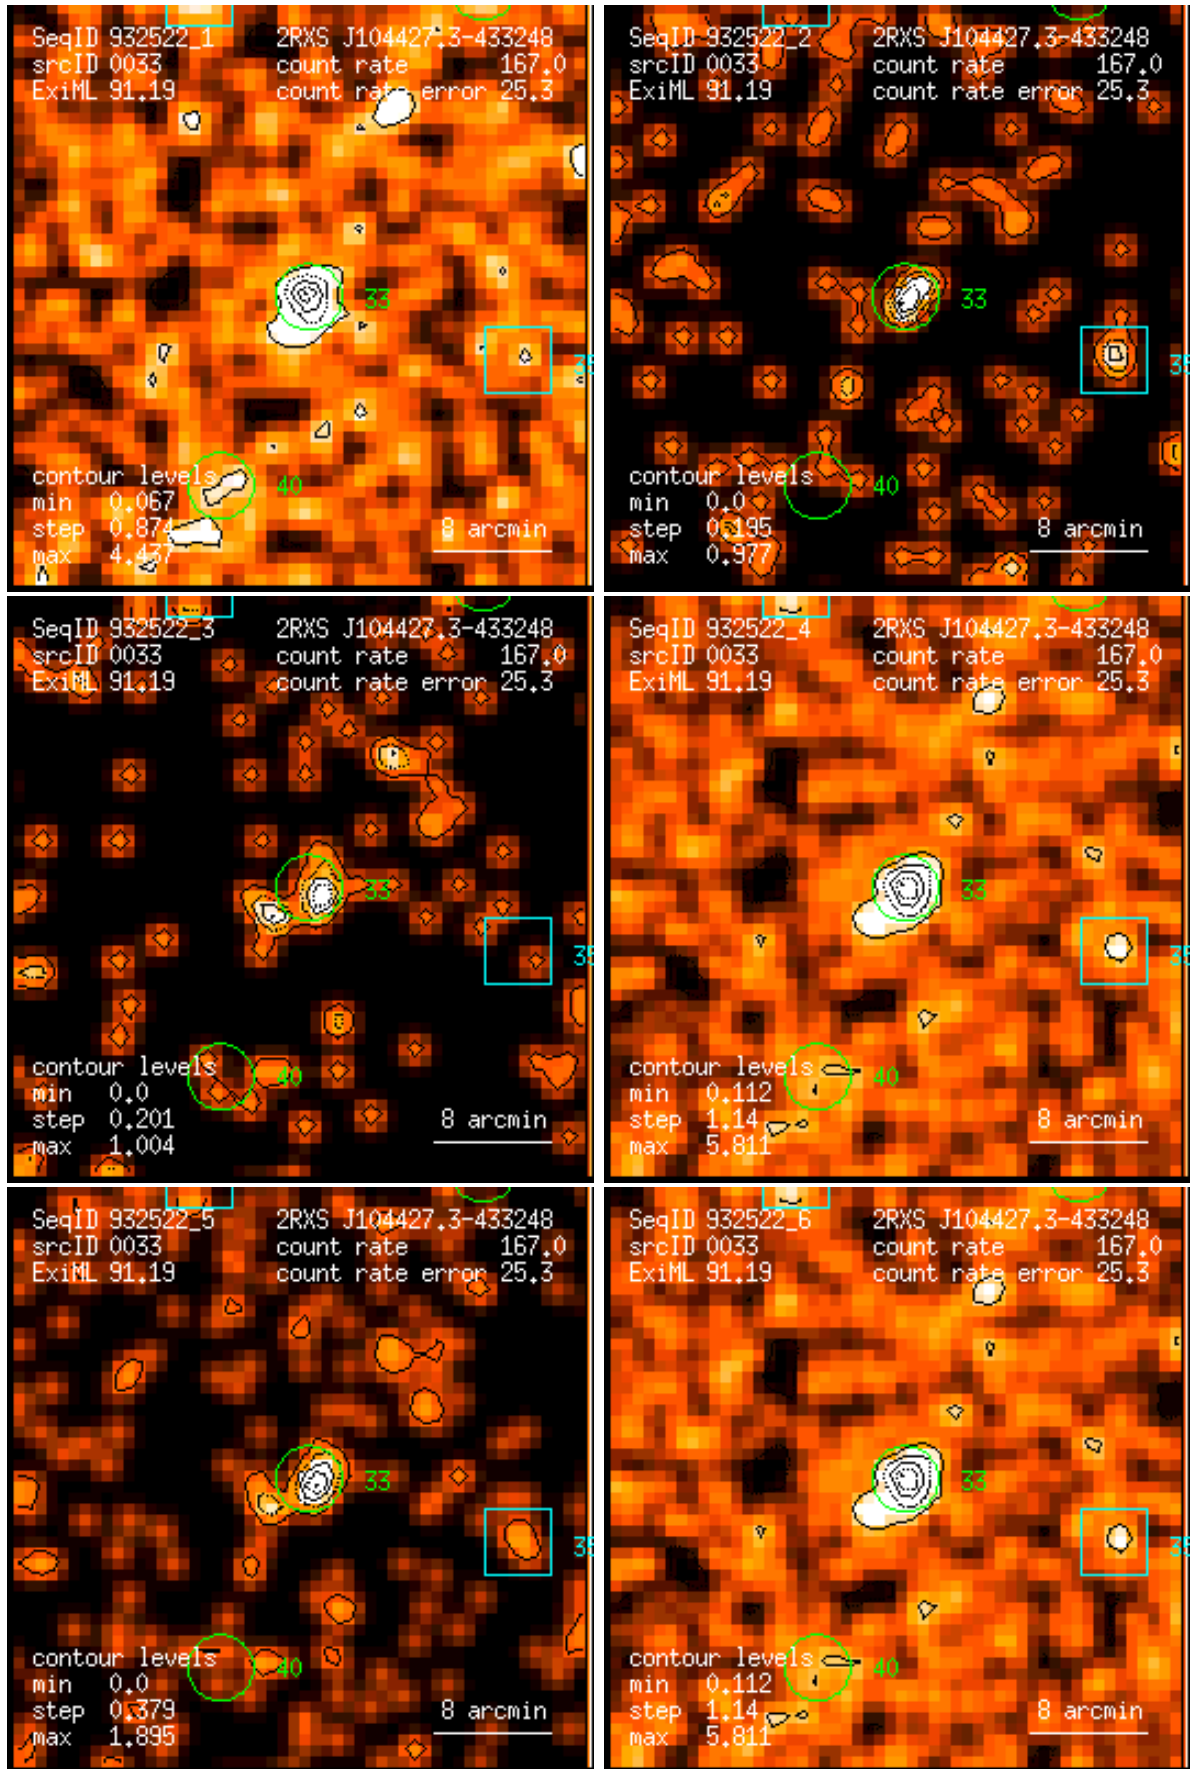 SeqID 932522_1 2RXS J104427.3-433248
srcID 0033 count rate 167.0
ExiML 91.19 count rate error 25.3
33
35
contour levels 40
min 0.067
step 0.874 8 arcmin
max 4.437
SeqID 932522_2 2RXS J104427.3-433248
srcID 0033 count rate 167.0
ExiML 91.19 count rate error 25.3
33
35
contour levels 40
min 0.0
step 0.195 8 arcmin
max 0.977
SeqID 932522_3 2RXS J104427.3-433248
srcID 0033 count rate 167.0
ExiML 91.19 count rate error 25.3
33
35
contour levels 40
min 0.0
step 0.201 8 arcmin
max 1.004
SeqID 932522_4 2RXS J104427.3-433248
srcID 0033 count rate 167.0
ExiML 91.19 count rate error 25.3
33
35
contour levels 40
min 0.112
step 1.14 8 arcmin
max 5.811
SeqID 932522_5 2RXS J104427.3-433248
srcID 0033 count rate 167.0
ExiML 91.19 count rate error 25.3
33
35
contour levels 40
min 0.0
step 0.379 8 arcmin
max 1.895
SeqID 932522_6 2RXS J104427.3-433248
srcID 0033 count rate 167.0
ExiML 91.19 count rate error 25.3
33
35
contour levels 40
min 0.112
step 1.14 8 arcmin
max 5.811